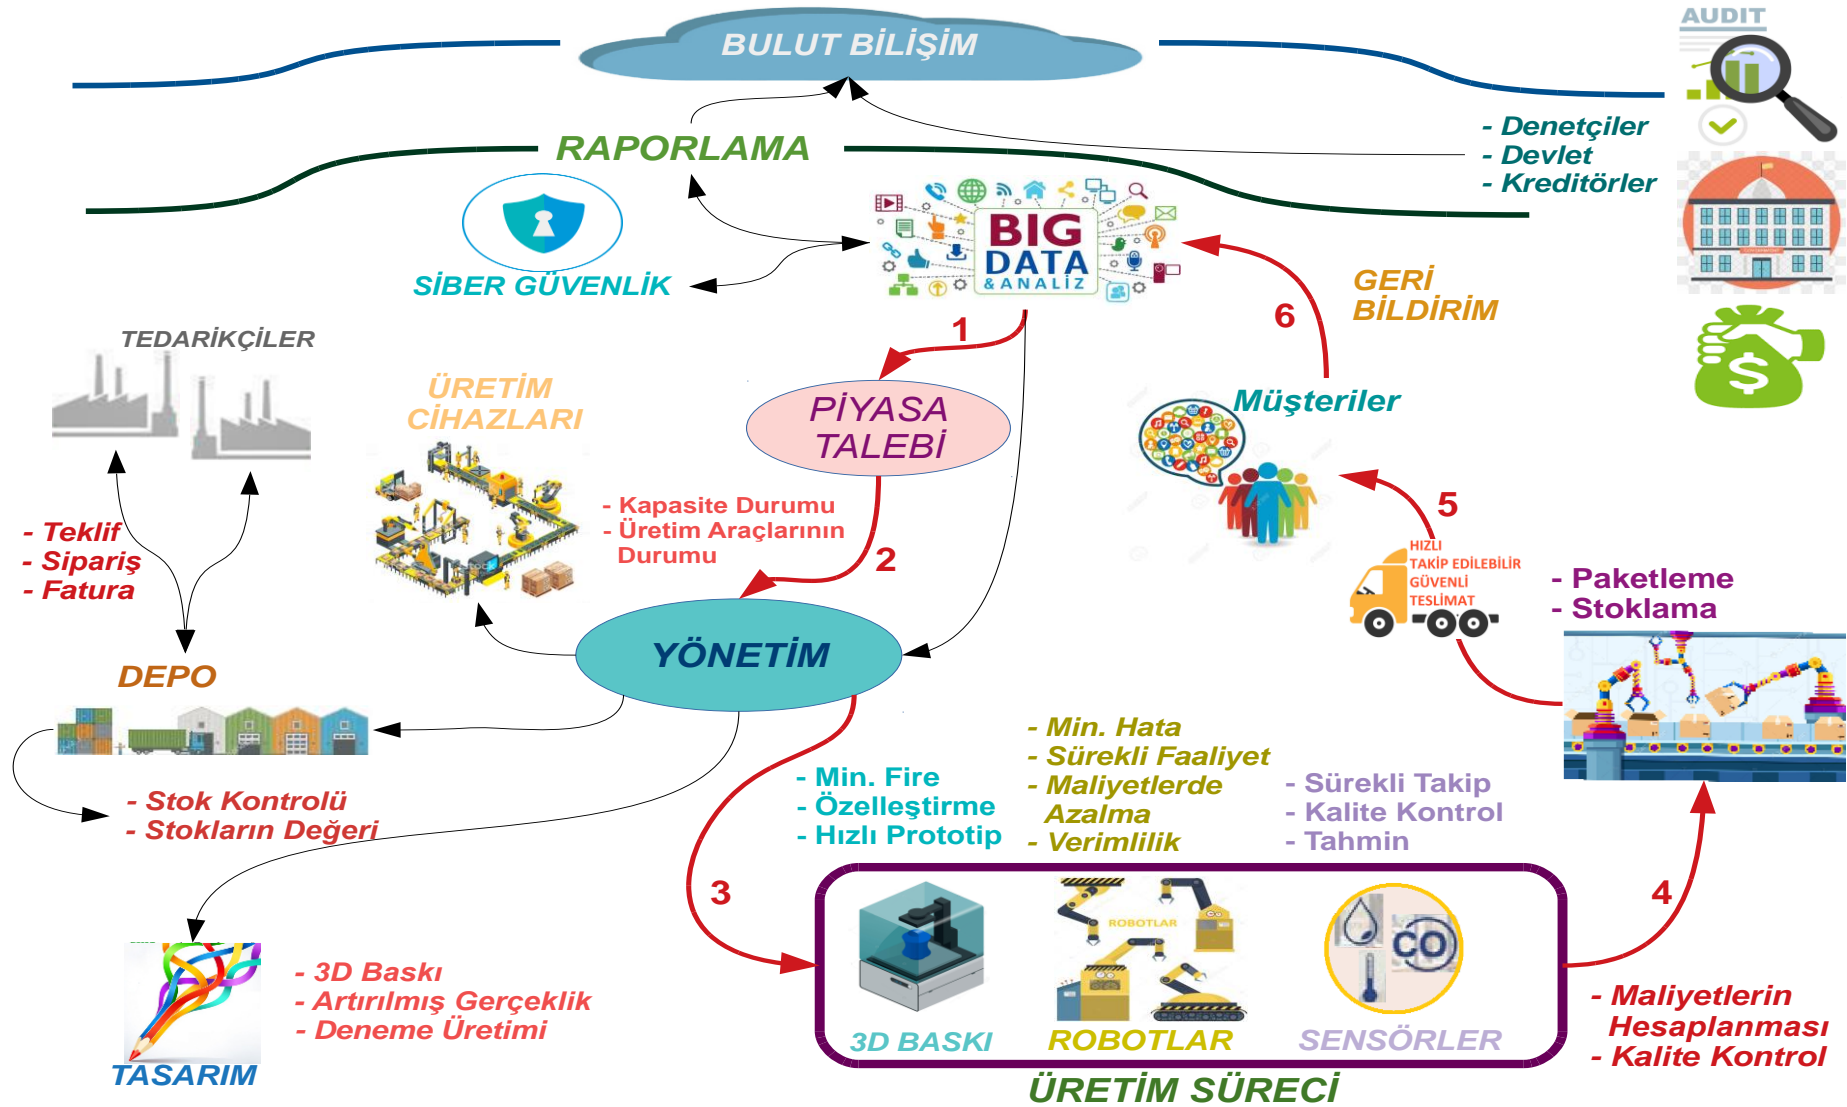 AUDIT
BULUT BİLİŞİM
- Denetçiler
- Devlet
- Kreditörler
RAPORLAMA
SİBER GÜVENLİK
BIG
DATA
& ANALİZ
GERİ
BİLDİRİM
1
6
TEDARİKÇİLER
ÜRETİM
CİHAZLARI
PİYASA
TALEBİ
Müşteriler
- Kapasite Durumu
- Üretim Araçlarının
Durumu
2
5
- Teklif
- Sipariş
- Fatura
HIZLI
TAKİP EDİLEBİLİR
GÜVENLİ
TESLİMAT
- Paketleme
- Stoklama
YÖNETİM
DEPO
- Stok Kontrolü
- Stokların Değeri
- Min. Fire
- Özelleştirme
- Hızlı Prototip
- Min. Hata
- Sürekli Faaliyet
- Maliyetlerde
Azalma
- Verimlilik
- Sürekli Takip
- Kalite Kontrol
- Tahmin
3
4
ROBOTLAR
CO
- 3D Baskı
- Artırılmış Gerçeklik
- Deneme Üretimi
TASARIM
3D BASKI
ROBOTLAR
SENSÖRLER
- Maliyetlerin
Hesaplanması
- Kalite Kontrol
ÜRETİM SÜRECİ